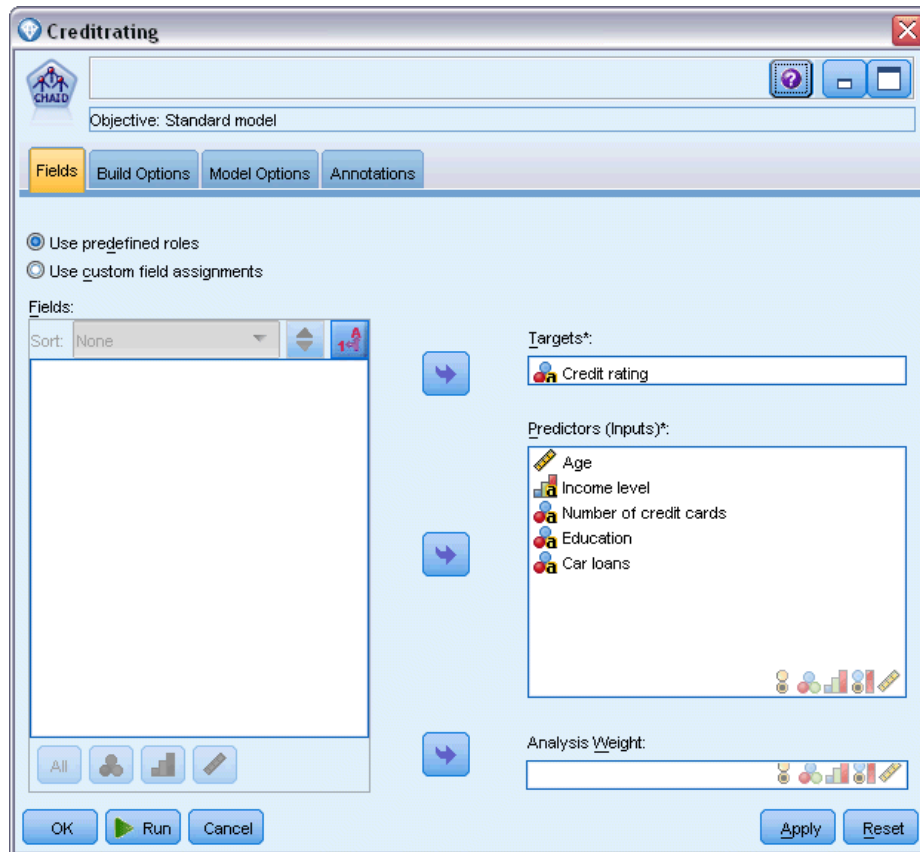 Creditrating
CHAID
Objective: Standard model
Fields
Build Options
Model Options
Annotations
Use predefined roles
Use custom field assignments
Fields:
Sort: None
Targets*:
Credit rating
Predictors (Inputs)*:
Age
Income level
Number of credit cards
Education
Car loans
Analysis Weight:
All
OK
Run
Cancel
Apply
Reset